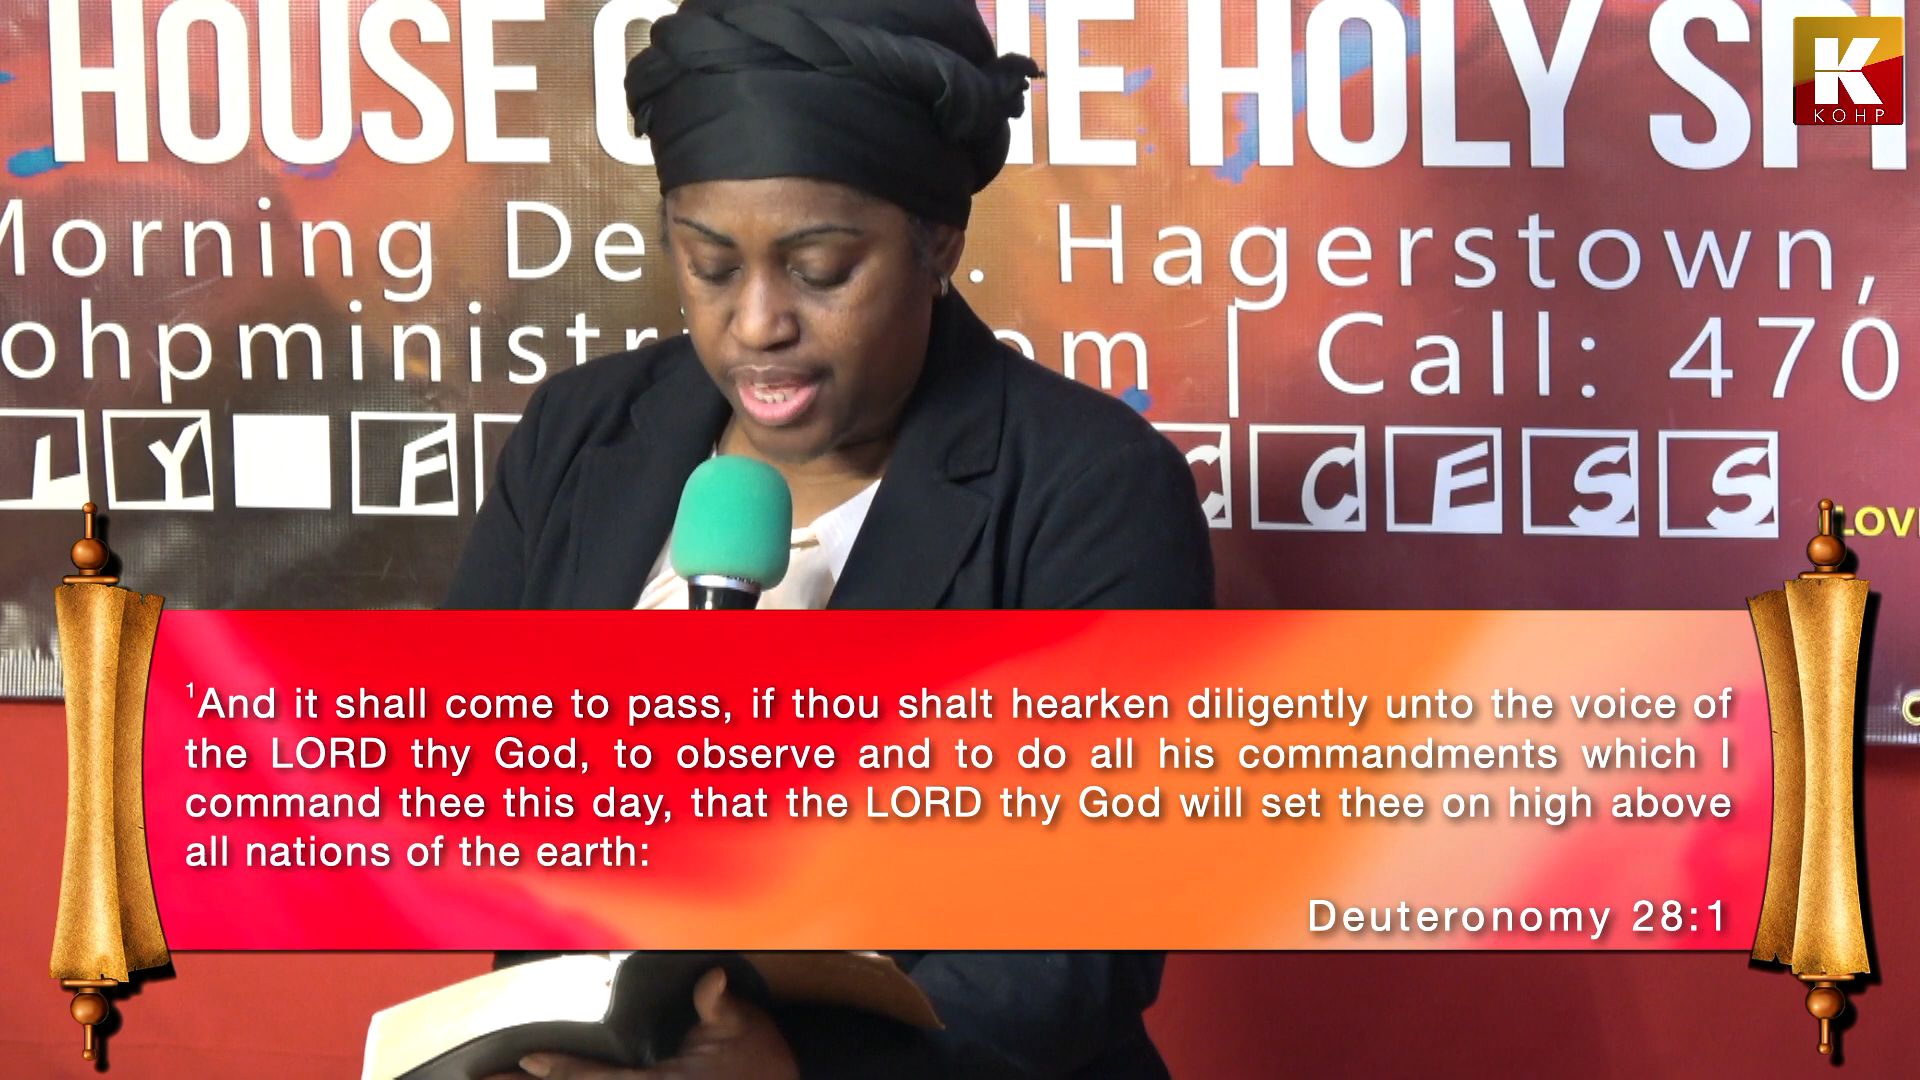 HOUSE HOLY
K
KOHP
Morning Hagerstown,
| Call: 470
LY F CCESS
1And it shall come to pass, if thou shalt hearken diligently unto the voice of
the LORD thy God, to observe and to do all his commandments which I
command thee this day, that the LORD thy God will set thee on high above
all nations of the earth:
Deuteronomy 28:1